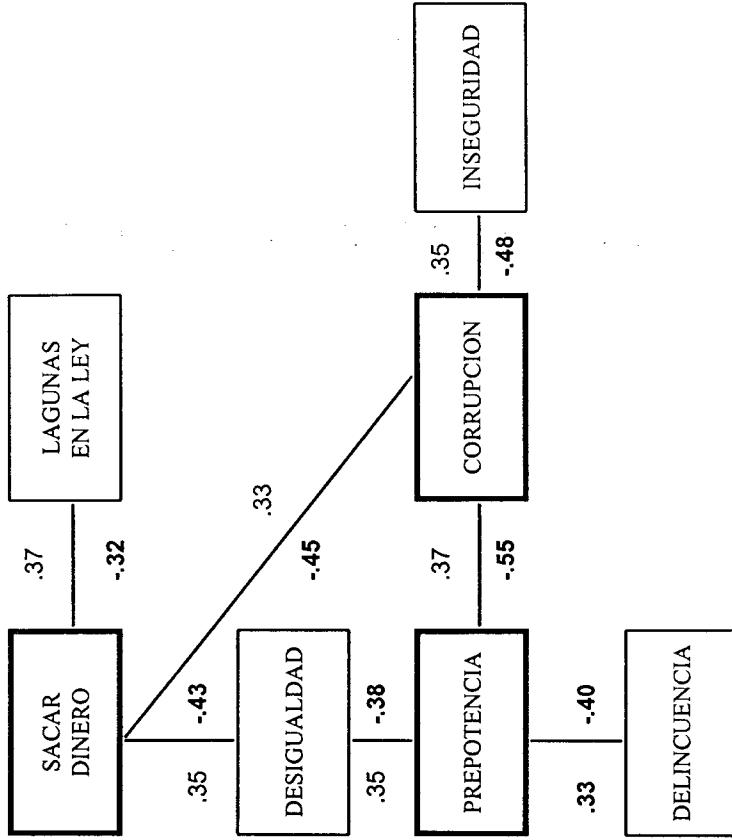 SACAR
DINERO
.37
-.32
LAGUNAS
EN LA LEY
.35
-.43
.33
-.45
DESIGUALDAD
.35
-.38
PREPOTENCIA
.37
-.55
CORRUPCION
.35
-.48
INSEGURIDAD
.33
-.40
DELINCUENCIA